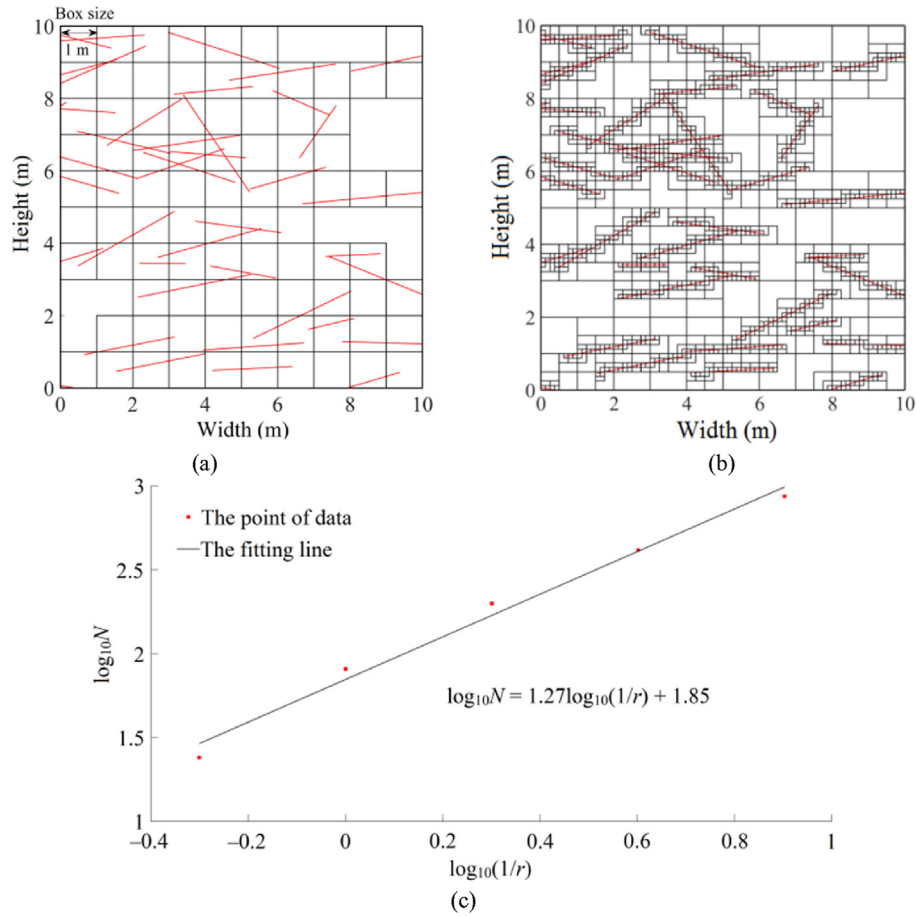 Box size
1 m
10
8
6
4
2
0
Height (m)
0
2
4
6
8
10
Width (m)
(a)
10
8
6
4
2
0
Height (m)
0
2
4
6
8
10
Width (m)
(b)
3
2.5
2
1.5
1
log₁₀N
The point of data
The fitting line
log₁₀N = 1.27log₁₀(1/r) + 1.85
–0.4
–0.2
0
0.2
0.4
0.6
0.8
1
log₁₀(1/r)
(c)